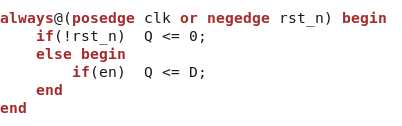 always@(posedge clk or negedge rst_n) begin
    if(!rst_n)  Q <= 0;
    else begin
        if(en)  Q <= D;
    end
end